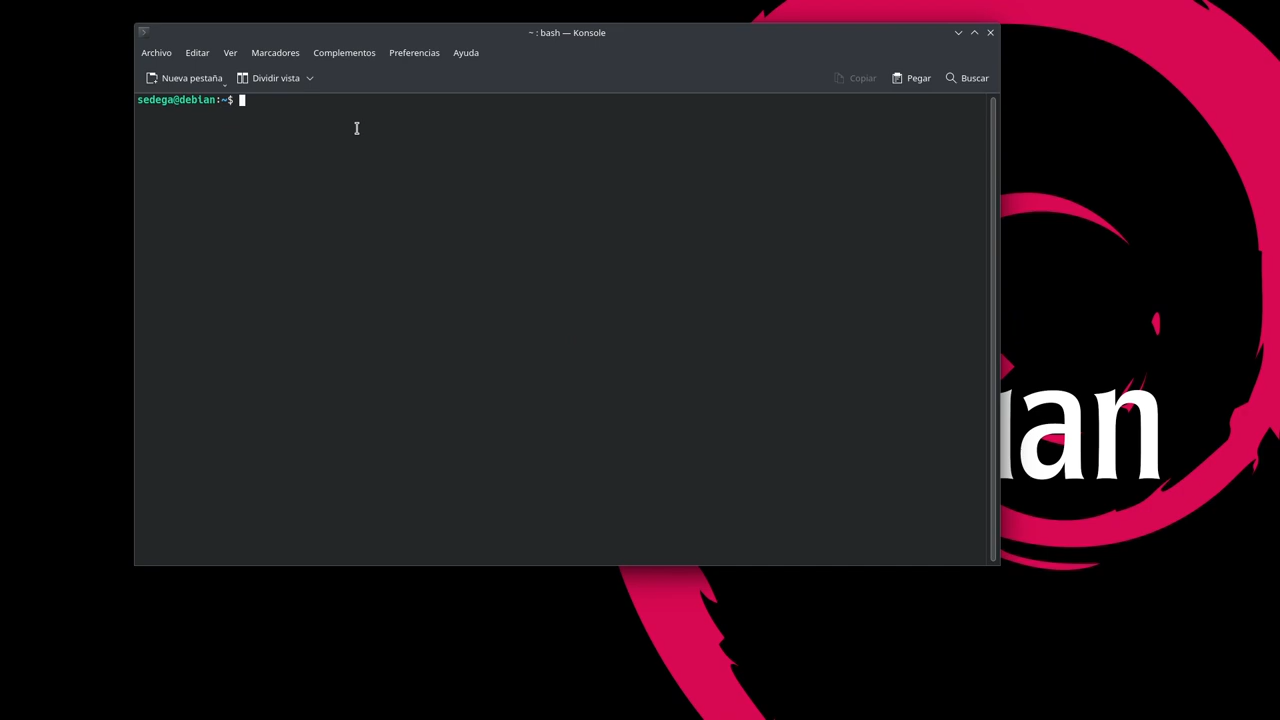 ~ : bash — Konsole
Archivo Editar Ver Marcadores Complementos Preferencias Ayuda
Nueva pestaña Dividir vista Copiar Pegar Buscar
sedega@debian:~$
ian